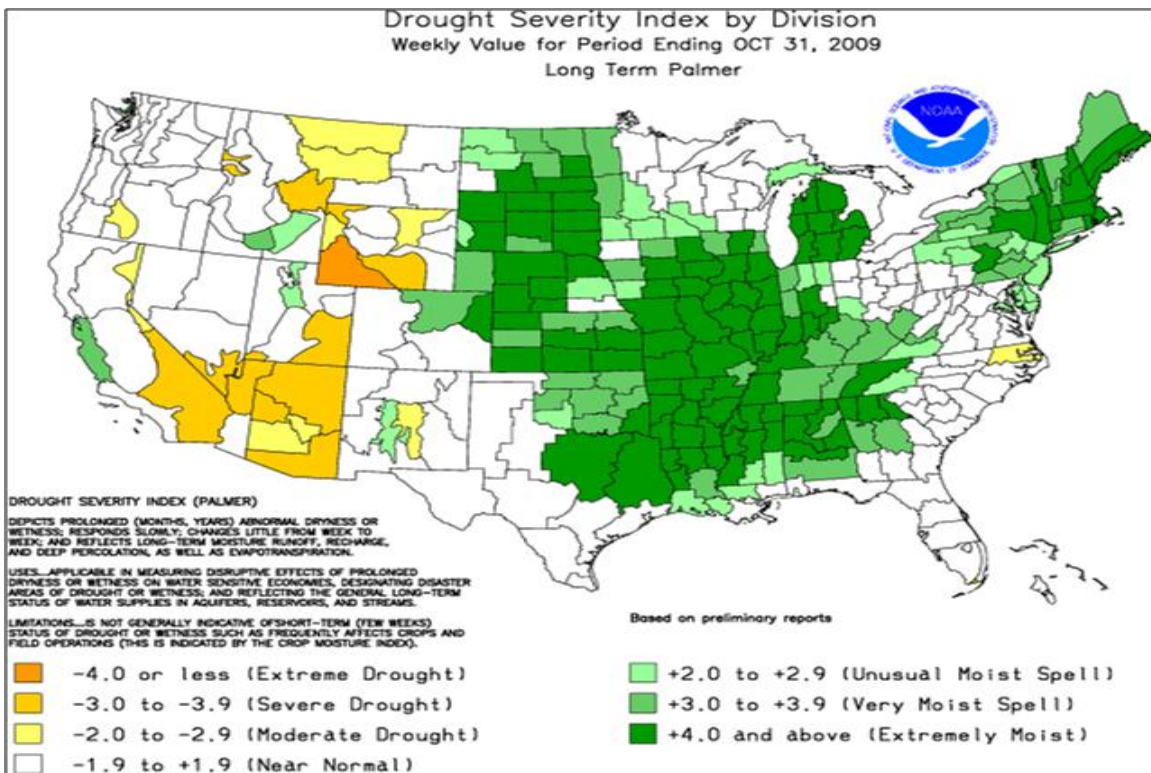 Drought Severity Index by Division
Weekly Value for Period Ending OCT 31, 2009
Long Term Palmer
NOAA
DROUGHT SEVERITY INDEX (PALMER)
DEPICTS PROLONGED (MONTHS, YEARS) ABNORMAL DRYNESS OR
WETNESS; RESPONDS SLOWLY; CHANGES LITTLE FROM WEEK TO
WEEK; AND REFLECTS LONG-TERM MOISTURE RUNOFF, RECHARGE,
AND DEEP PERCOLATION, AS WELL AS EVAPOTRANSPIRATION.
USES...APPLICABLE IN MEASURING DISRUPTIVE EFFECTS OF PROLONGED
DRYNESS OR WETNESS ON WATER SENSITIVE ECONOMIES, DESIGNATING DISASTER
AREAS OF DROUGHT OR WETNESS; AND REFLECTING THE GENERAL LONG-TERM
STATUS OF WATER SUPPLIES IN AQUIFERS, RESERVOIRS, AND STREAMS.
LIMITATIONS...IS NOT GENERALLY INDICATIVE OFSHORT-TERM (FEW WEEKS)
STATUS OF DROUGHT OR WETNESS SUCH AS FREQUENTLY AFFECTS CROPS AND
FIELD OPERATIONS (THIS IS INDICATED BY THE CROP MOISTURE INDEX).
Based on preliminary reports
-4.0 or less (Extreme Drought)
-3.0 to -3.9 (Severe Drought)
-2.0 to -2.9 (Moderate Drought)
-1.9 to +1.9 (Near Normal)
+2.0 to +2.9 (Unusual Moist Spell)
+3.0 to +3.9 (Very Moist Spell)
+4.0 and above (Extremely Moist)